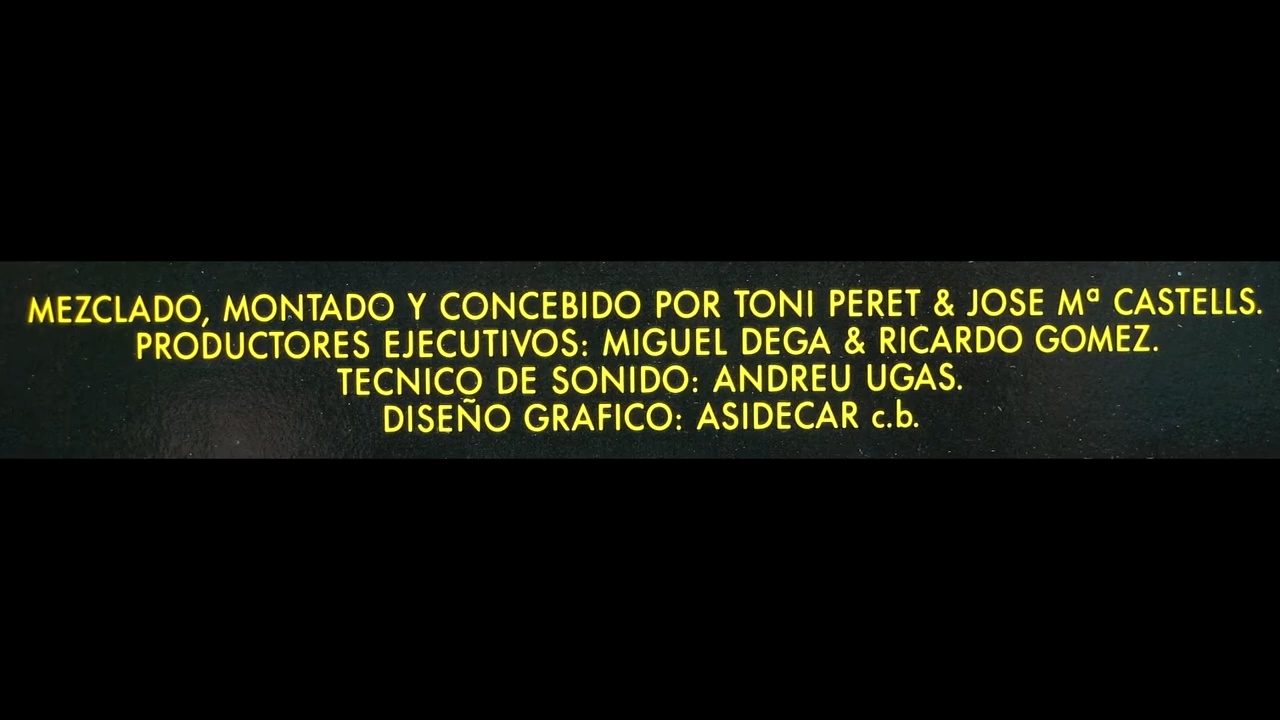 MEZCLADO, MONTADO Y CONCEBIDO POR TONI PERET & JOSE Mª CASTELLS.
PRODUCTORES EJECUTIVOS: MIGUEL DEGA & RICARDO GOMEZ.
TECNICO DE SONIDO: ANDREU UGAS.
DISEÑO GRAFICO: ASIDECAR c.b.